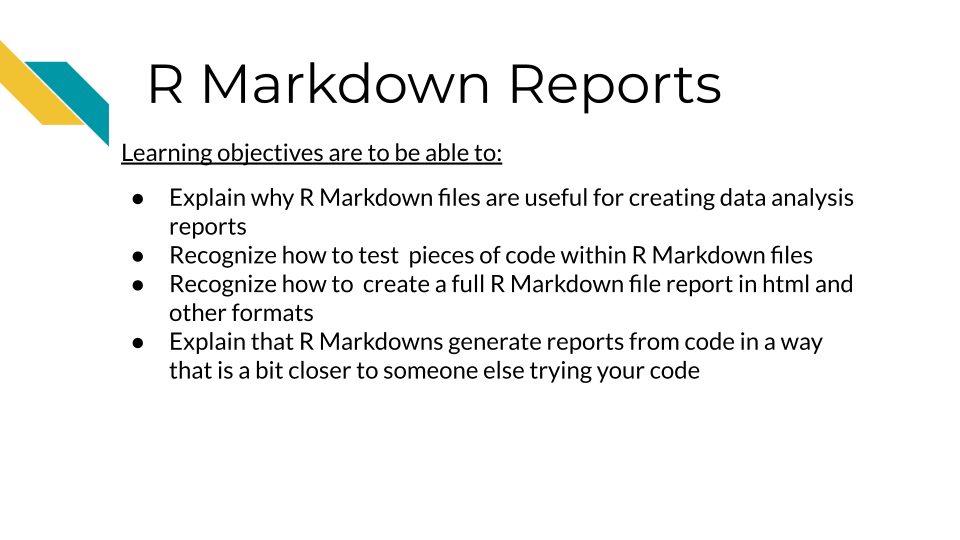 R Markdown Reports
Learning objectives are to be able to:
● Explain why R Markdown files are useful for creating data analysis
reports
● Recognize how to test  pieces of code within R Markdown files
● Recognize how to  create a full R Markdown file report in html and
other formats
● Explain that R Markdowns generate reports from code in a way
that is a bit closer to someone else trying your code